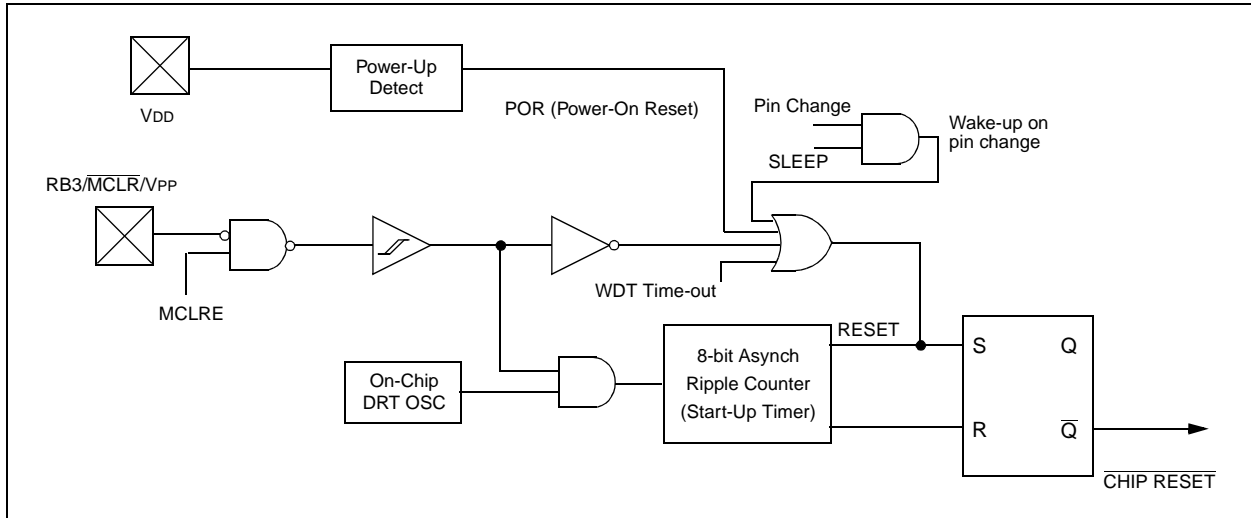 Power-Up
Detect
VDD
POR (Power-On Reset)
Pin Change
SLEEP
Wake-up on
pin change
RB3/MCLR/VPP
MCLRE
WDT Time-out
RESET
On-Chip
DRT OSC
8-bit Asynch
Ripple Counter
(Start-Up Timer)
S Q
R Q
CHIP RESET